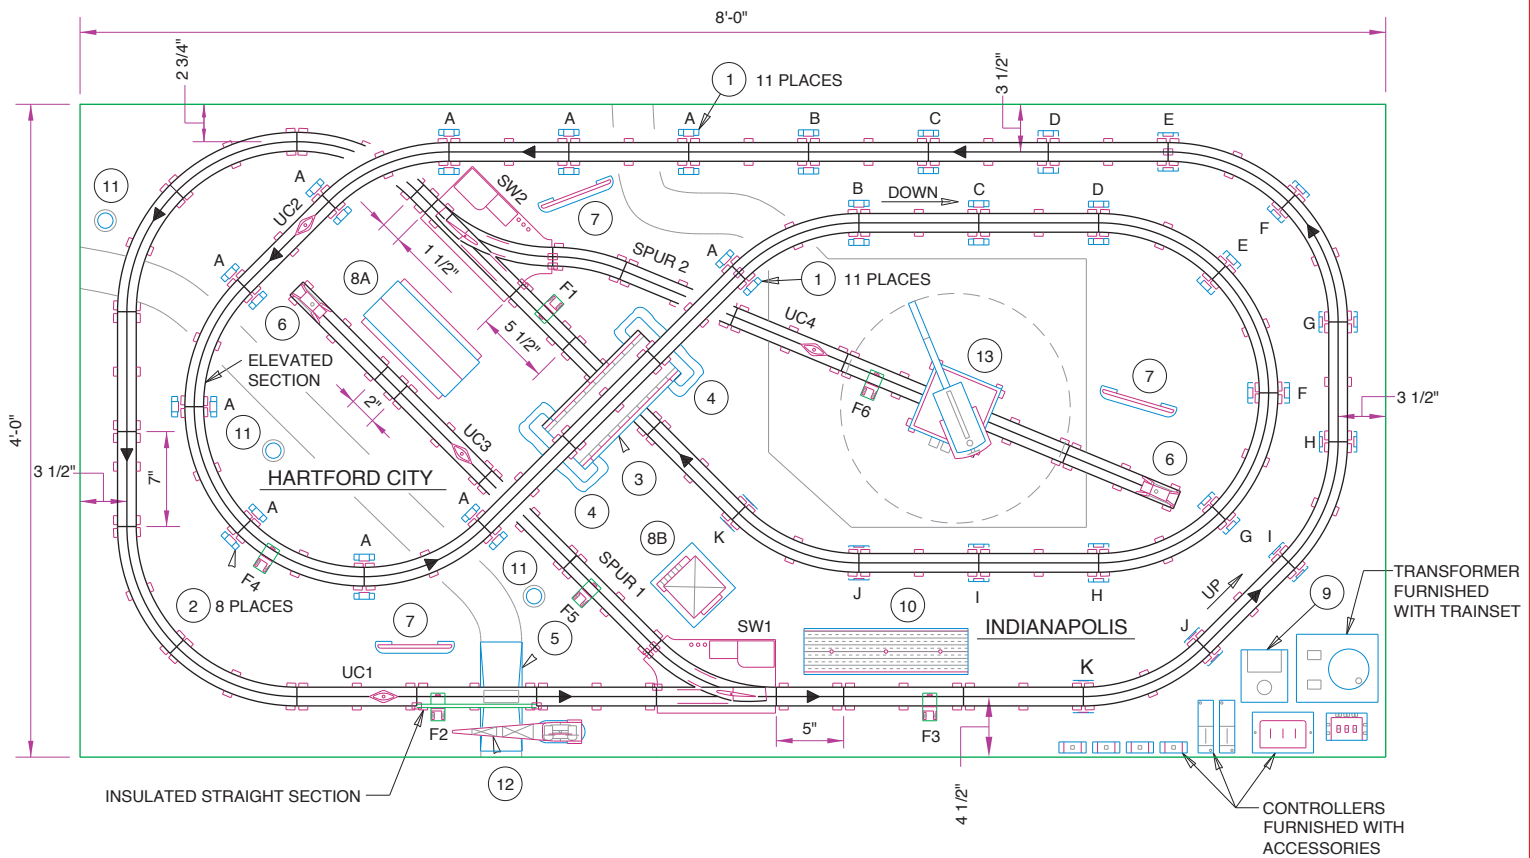 8'-0"
2 3/4"
1 11 PLACES
3 1/2"
A
A
A
B
C
D
E
11
A
UC2
SW2
7
B
DOWN
C
D
F
1 1/2"
SPUR 2
A
E
A
8A
1 11 PLACES
6
F1
5 1/2"
UC4
G
ELEVATED
SECTION
13
7
4'-0"
A
2"
4
F6
F
3 1/2"
11
UC3
H
3 1/2"
7"
HARTFORD CITY
3
6
4
A
A
K
G
I
A
8B
F4
11
SPUR 1
F5
J
I
H
UP
9
TRANSFORMER
FURNISHED
WITH TRAINSET
2 8 PLACES
7
5
10
SW1
INDIANAPOLIS
J
UC1
K
F2
5"
F3
12
4 1/2"
INSULATED STRAIGHT SECTION
CONTROLLERS
FURNISHED WITH
ACCESSORIES